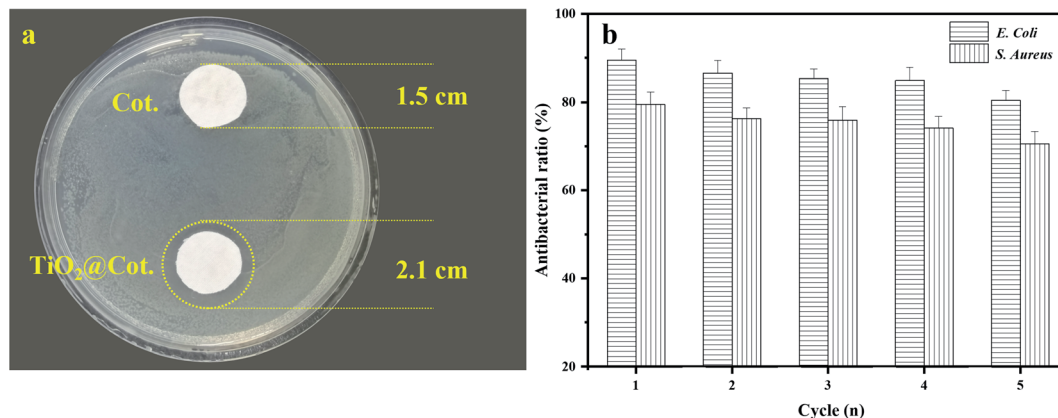 a
Cot.
1.5 cm
TiO₂@Cot.
2.1 cm
b
E. Coli
S. Aureus
Antibacterial ratio (%)
100
80
60
40
20
1 2 3 4 5
Cycle (n)